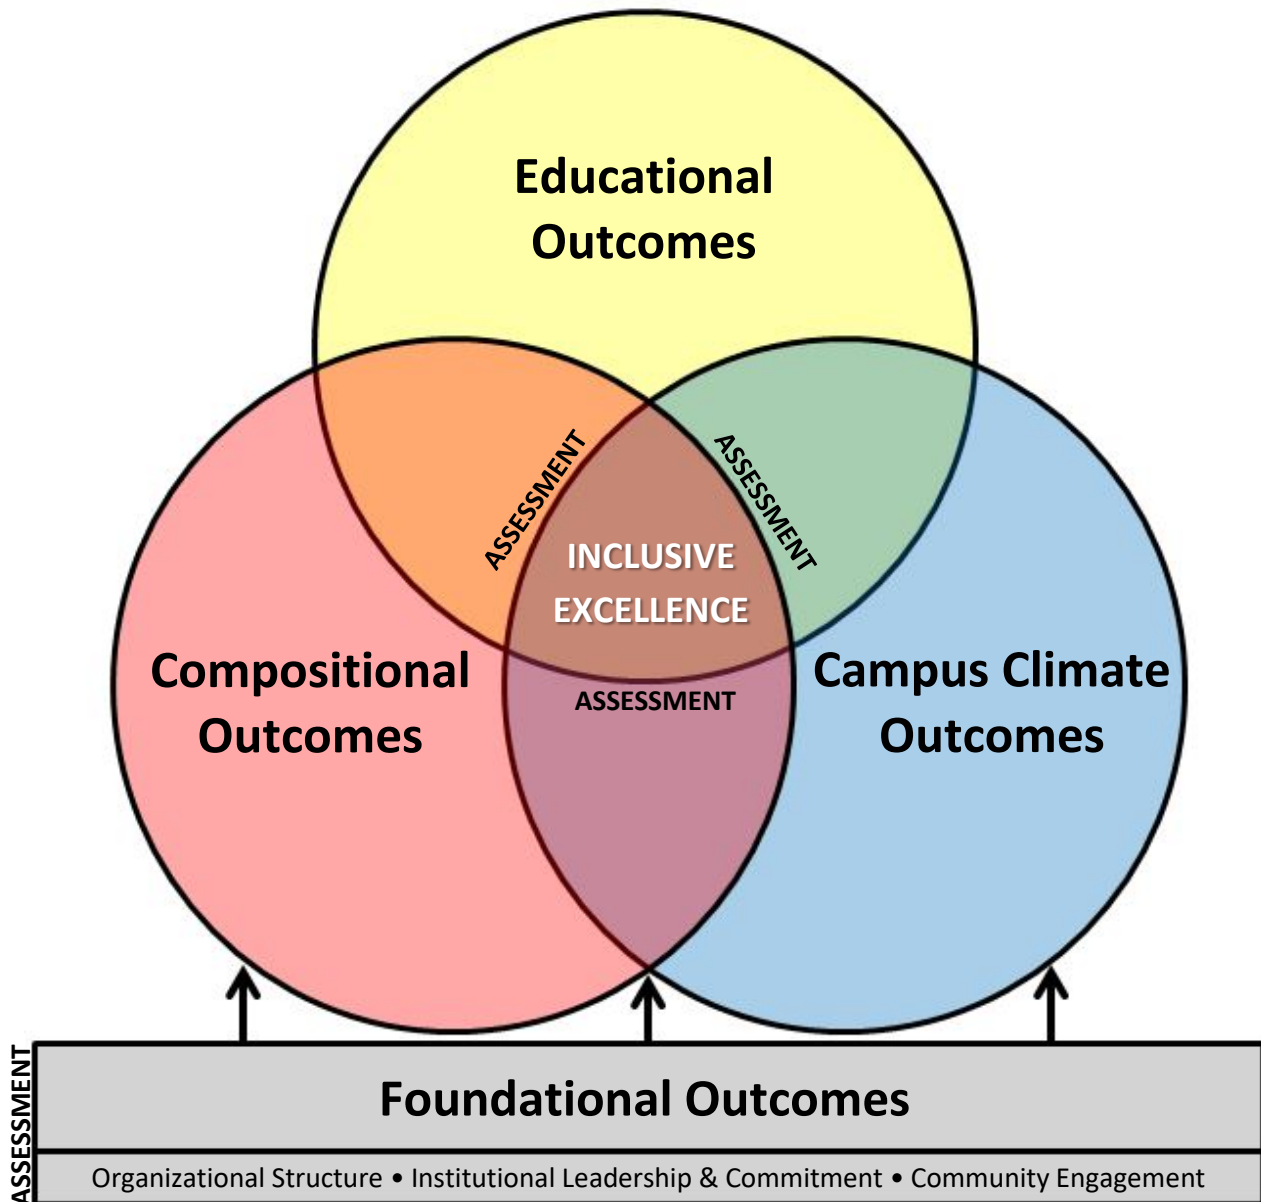 Educational
Outcomes
ASSESSMENT
ASSESSMENT
INCLUSIVE
EXCELLENCE
Compositional
Outcomes
Campus Climate
Outcomes
ASSESSMENT
ASSESSMENT
Foundational Outcomes
Organizational Structure • Institutional Leadership & Commitment • Community Engagement